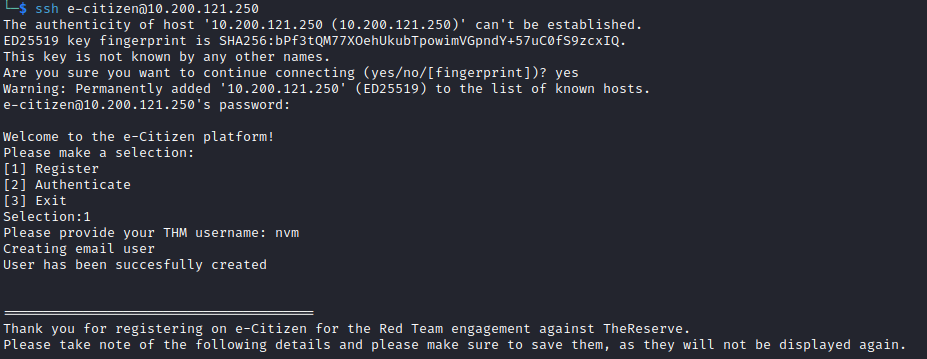 └─$ ssh e-citizen@10.200.121.250
The authenticity of host '10.200.121.250 (10.200.121.250)' can't be established.
ED25519 key fingerprint is SHA256:bPf3tQM77XOehUkubTpowimVGpndY+57uC0fS9zcxIQ.
This key is not known by any other names.
Are you sure you want to continue connecting (yes/no/[fingerprint])? yes
Warning: Permanently added '10.200.121.250' (ED25519) to the list of known hosts.
e-citizen@10.200.121.250's password:
Welcome to the e-Citizen platform!
Please make a selection:
[1] Register
[2] Authenticate
[3] Exit
Selection:1
Please provide your THM username: nvm
Creating email user
User has been succesfully created
=======================================
Thank you for registering on e-Citizen for the Red Team engagement against TheReserve.
Please take note of the following details and please make sure to save them, as they will not be displayed again.